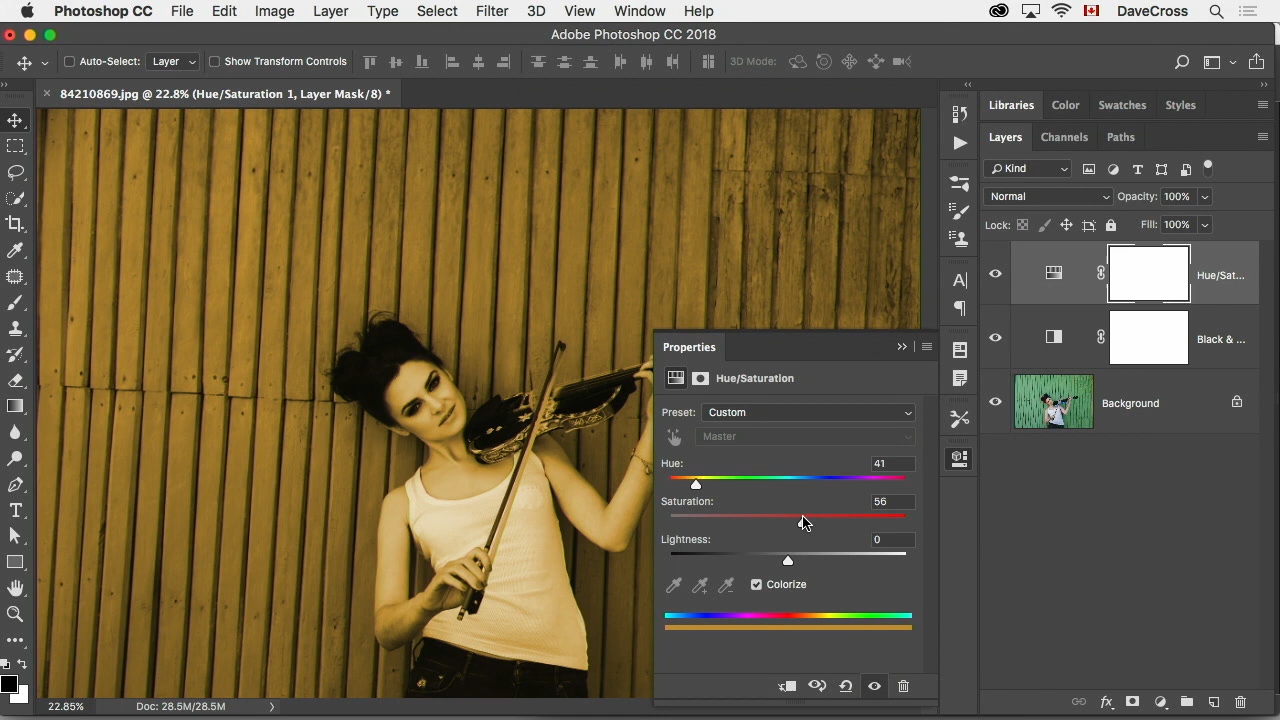 Photoshop CC File Edit Image Layer Type Select Filter 3D View Window Help DaveCross
Adobe Photoshop CC 2018
Auto-Select: Layer Show Transform Controls 3D Mode:
84210869.jpg @ 22.8% (Hue/Saturation 1, Layer Mask/8) *
Libraries Color Swatches Styles
Layers Channels Paths
Kind
Normal Opacity: 100%
Lock: Fill: 100%
Hue/Sat...
Black & ...
Background
Properties
Hue/Saturation
Preset: Custom
Master
Hue: 41
Saturation: 56
Lightness: 0
Colorize
22.85% Doc: 28.5M/28.5M